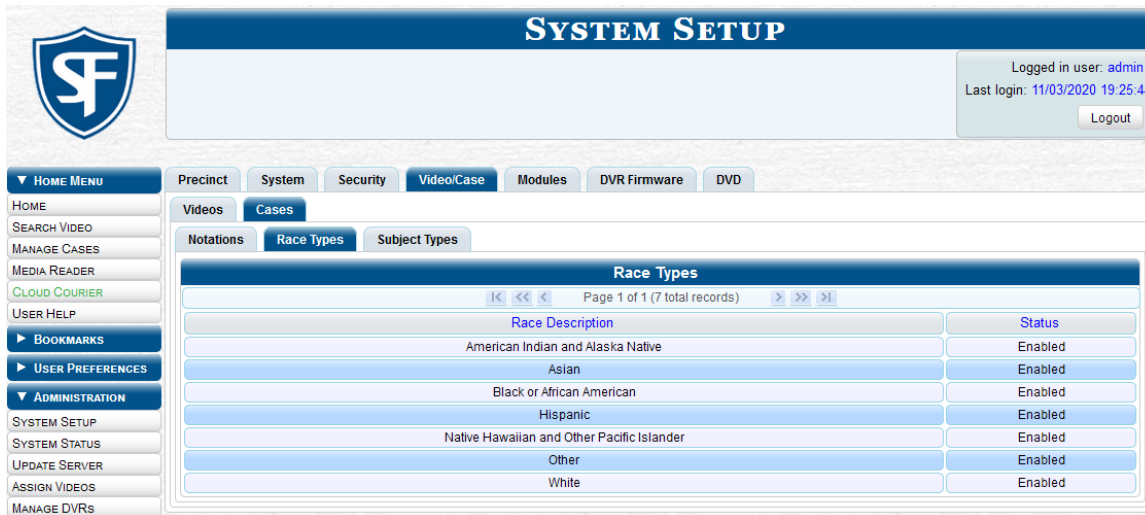 SF
SYSTEM SETUP
Logged in user: admin
Last login: 11/03/2020 19:25:4
Logout
▼ HOME MENU
HOME
SEARCH VIDEO
MANAGE CASES
MEDIA READER
CLOUD COURIER
USER HELP
► BOOKMARKS
► USER PREFERENCES
▼ ADMINISTRATION
SYSTEM SETUP
SYSTEM STATUS
UPDATE SERVER
ASSIGN VIDEOS
MANAGE DVRS
Precinct System Security Video/Case Modules DVR Firmware DVD
Videos Cases
Notations Race Types Subject Types
Race Types
|< << < Page 1 of 1 (7 total records) > >> >|
Race Description Status
American Indian and Alaska Native Enabled
Asian Enabled
Black or African American Enabled
Hispanic Enabled
Native Hawaiian and Other Pacific Islander Enabled
Other Enabled
White Enabled